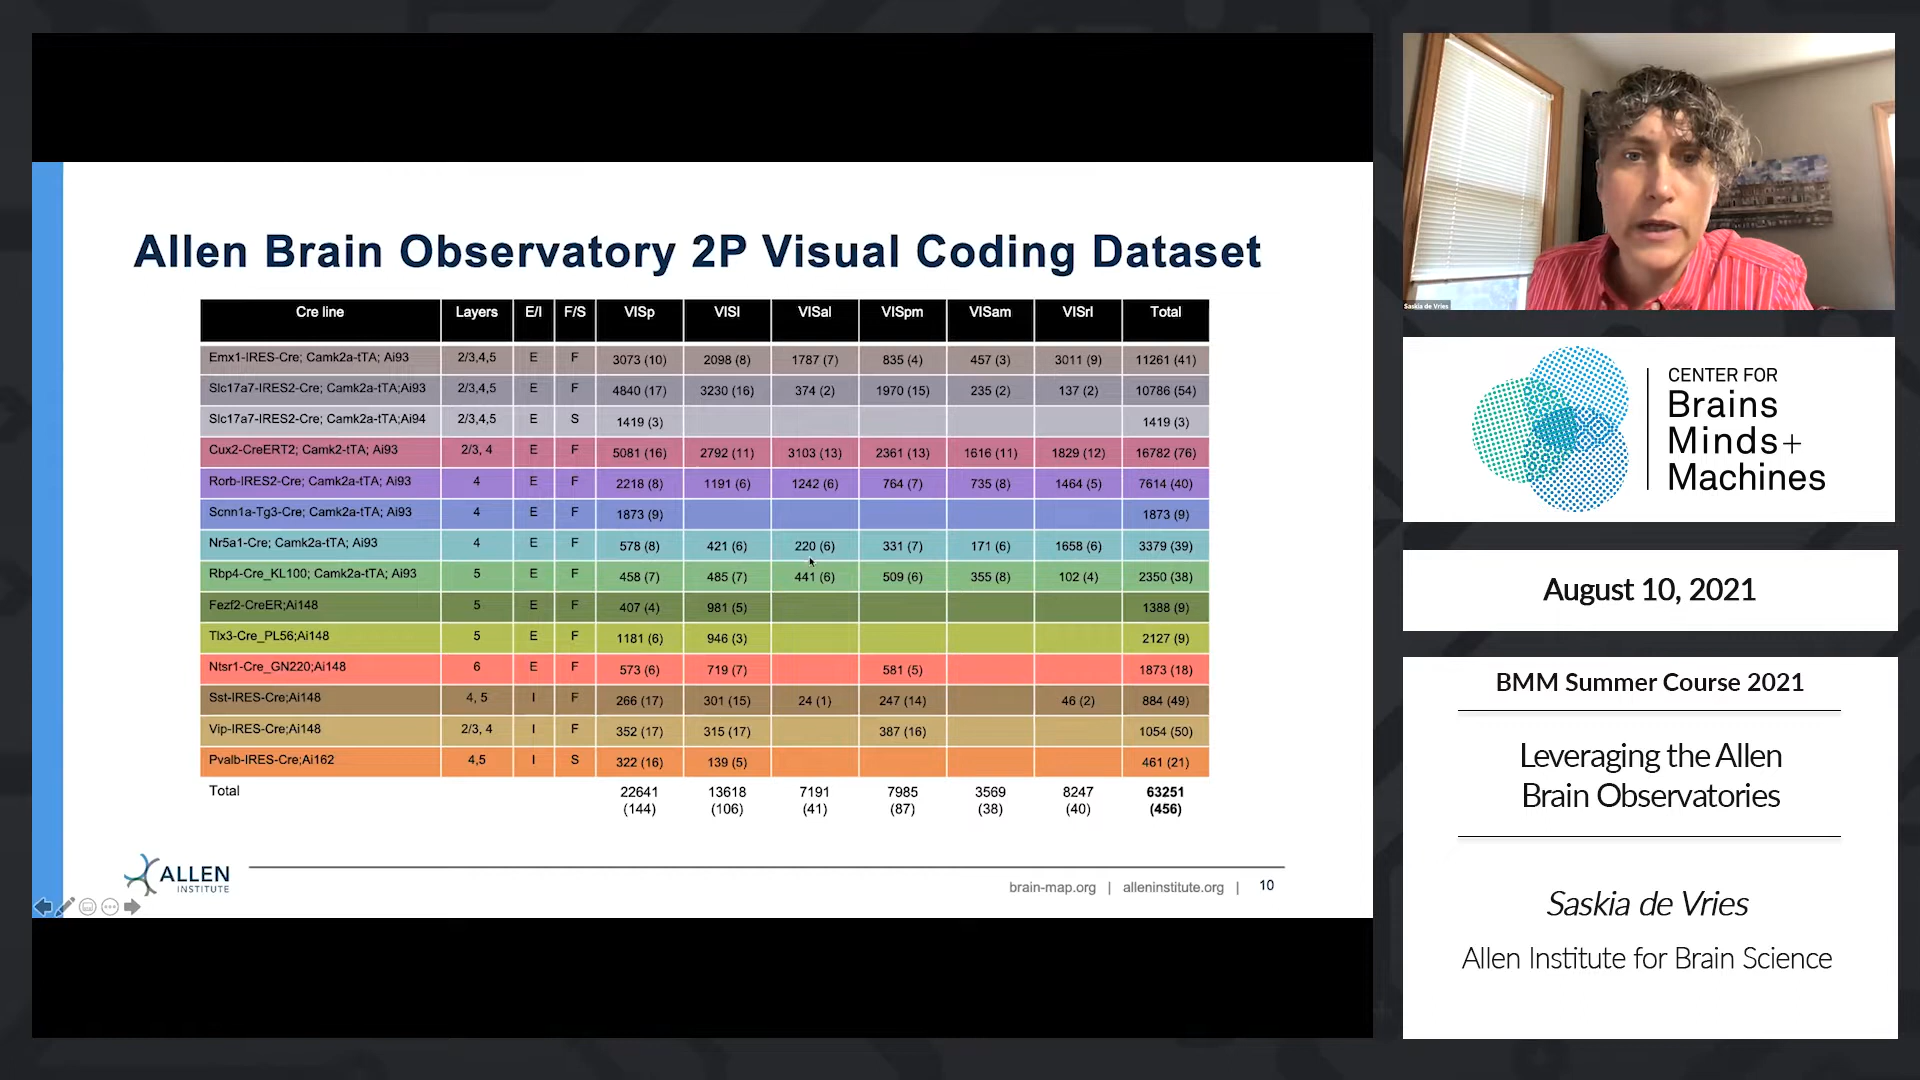 Allen Brain Observatory 2P Visual Coding Dataset
Cre line Layers E/I F/S VISp VISl VISal VISpm VISam VISrl Total
Emx1-IRES-Cre; Camk2a-tTA; Ai93 2/3,4,5 E F 3073 (10) 2098 (8) 1787 (7) 835 (4) 457 (3) 3011 (9) 11261 (41)
Slc17a7-IRES2-Cre; Camk2a-tTA;Ai93 2/3,4,5 E F 4840 (17) 3230 (16) 374 (2) 1970 (15) 235 (2) 137 (2) 10786 (54)
Slc17a7-IRES2-Cre; Camk2a-tTA;Ai94 2/3,4,5 E S 1419 (3) 1419 (3)
Cux2-CreERT2; Camk2-tTA; Ai93 2/3, 4 E F 5081 (16) 2792 (11) 3103 (13) 2361 (13) 1616 (11) 1829 (12) 16782 (76)
Rorb-IRES2-Cre; Camk2a-tTA; Ai93 4 E F 2218 (8) 1191 (6) 1242 (6) 764 (7) 735 (8) 1464 (5) 7614 (40)
Scnn1a-Tg3-Cre; Camk2a-tTA; Ai93 4 E F 1873 (9) 1873 (9)
Nr5a1-Cre; Camk2a-tTA; Ai93 4 E F 578 (8) 421 (6) 220 (6) 331 (7) 171 (6) 1658 (6) 3379 (39)
Rbp4-Cre_KL100; Camk2a-tTA; Ai93 5 E F 458 (7) 485 (7) 441 (6) 509 (6) 355 (8) 102 (4) 2350 (38)
Fezf2-CreER;Ai148 5 E F 407 (4) 981 (5) 1388 (9)
Tlx3-Cre_PL56;Ai148 5 E F 1181 (6) 946 (3) 2127 (9)
Ntsr1-Cre_GN220;Ai148 6 E F 573 (6) 719 (7) 581 (5) 1873 (18)
Sst-IRES-Cre;Ai148 4, 5 I F 266 (17) 301 (15) 24 (1) 247 (14) 46 (2) 884 (49)
Vip-IRES-Cre;Ai148 2/3, 4 I F 352 (17) 315 (17) 387 (16) 1054 (50)
Pvalb-IRES-Cre;Ai162 4,5 I S 322 (16) 139 (5) 461 (21)
Total 22641 13618 7191 7985 3569 8247 63251
(144) (106) (41) (87) (38) (40) (456)
ALLEN
INSTITUTE
brain-map.org | alleninstitute.org | 10
Saskia de Vries
CENTER FOR
Brains
Minds+
Machines
August 10, 2021
BMM Summer Course 2021
Leveraging the Allen
Brain Observatories
Saskia de Vries
Allen Institute for Brain Science